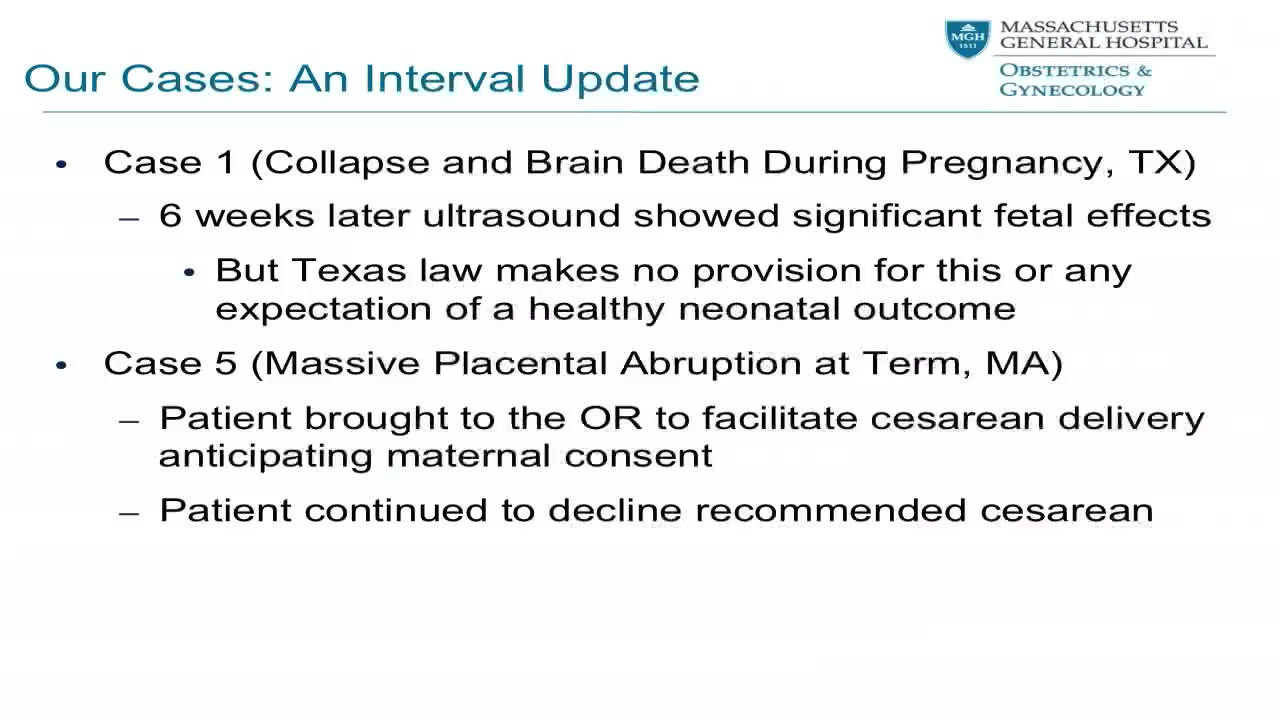 MASSACHUSETTS
GENERAL HOSPITAL
MGH
1811
OBSTETRICS &
GYNECOLOGY
Our Cases: An Interval Update
• Case 1 (Collapse and Brain Death During Pregnancy, TX)
– 6 weeks later ultrasound showed significant fetal effects
• But Texas law makes no provision for this or any
expectation of a healthy neonatal outcome
• Case 5 (Massive Placental Abruption at Term, MA)
– Patient brought to the OR to facilitate cesarean delivery
anticipating maternal consent
– Patient continued to decline recommended cesarean